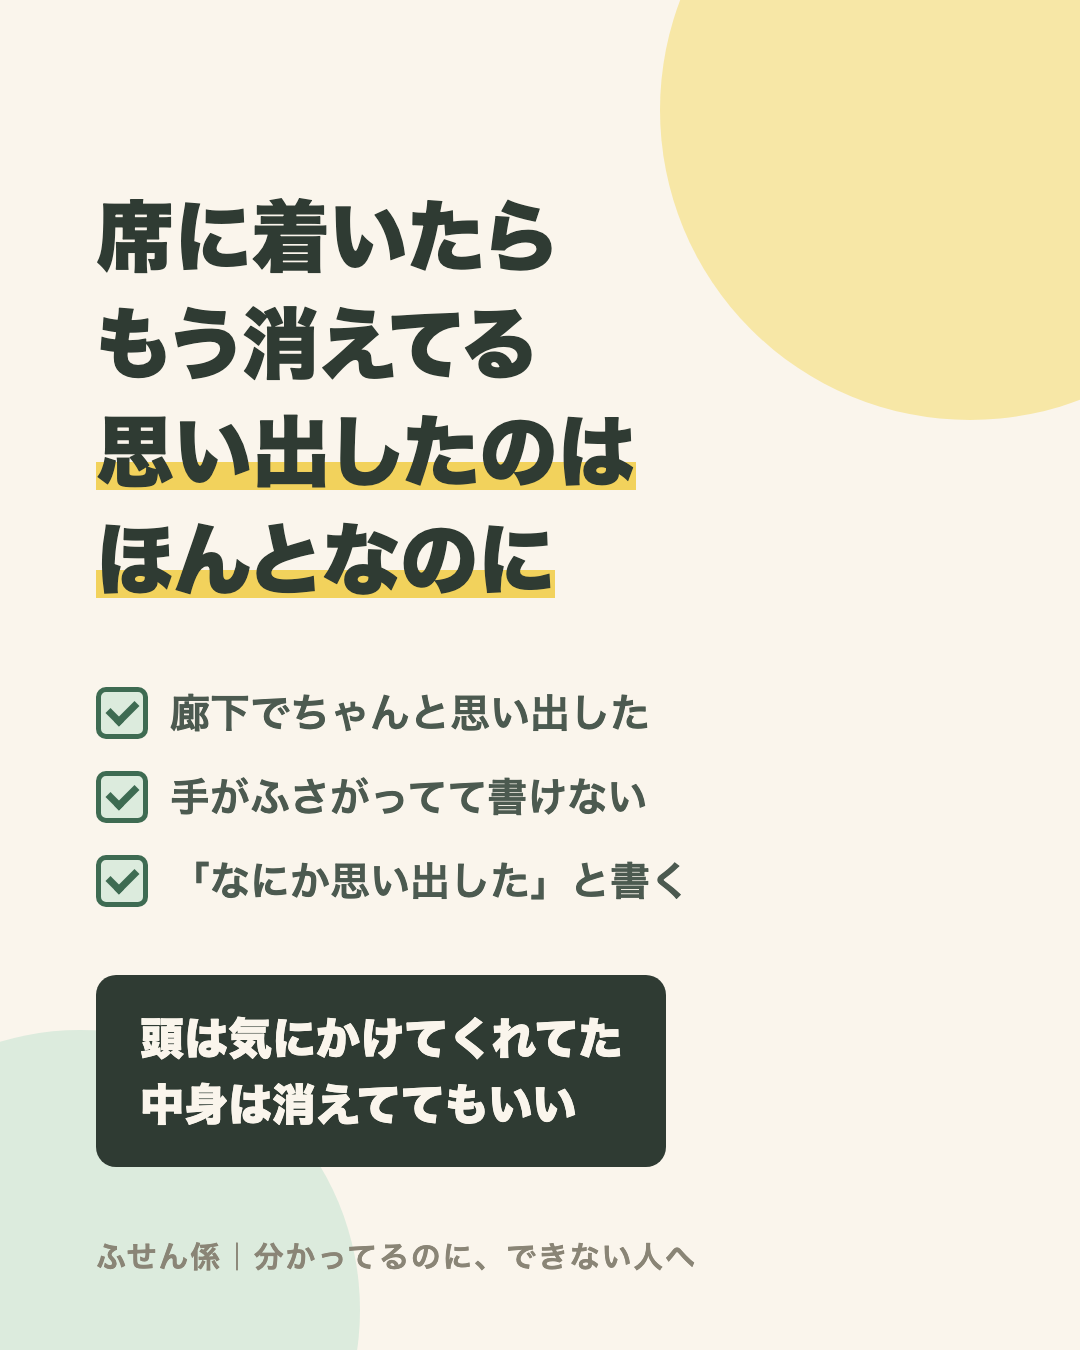 席に着いたら
もう消えてる
思い出したのは
ほんとなのに
廊下でちゃんと思い出した
手がふさがってて書けない
「なにか思い出した」と書く
頭は気にかけてくれてた
中身は消えててもいい
ふせん係｜分かってるのに、できない人へ